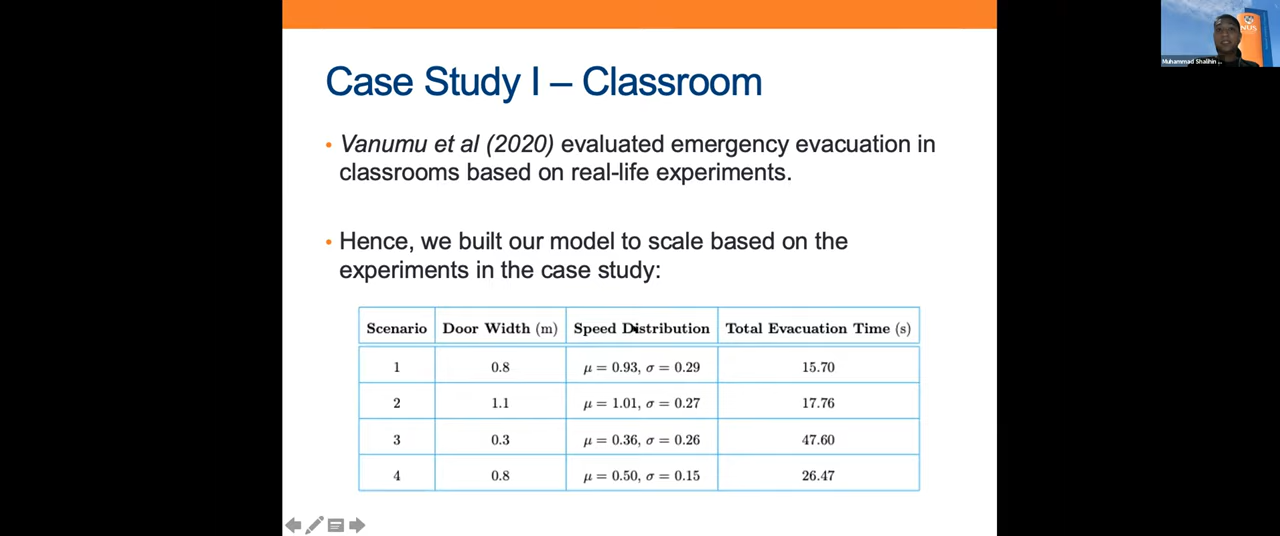 Case Study I – Classroom
• Vanumu et al (2020) evaluated emergency evacuation in
classrooms based on real-life experiments.
• Hence, we built our model to scale based on the
experiments in the case study:
Scenario Door Width (m) Speed Distribution Total Evacuation Time (s)
1 0.8 μ = 0.93, σ = 0.29 15.70
2 1.1 μ = 1.01, σ = 0.27 17.76
3 0.3 μ = 0.36, σ = 0.26 47.60
4 0.8 μ = 0.50, σ = 0.15 26.47
NUS
Muhammad Shalihin